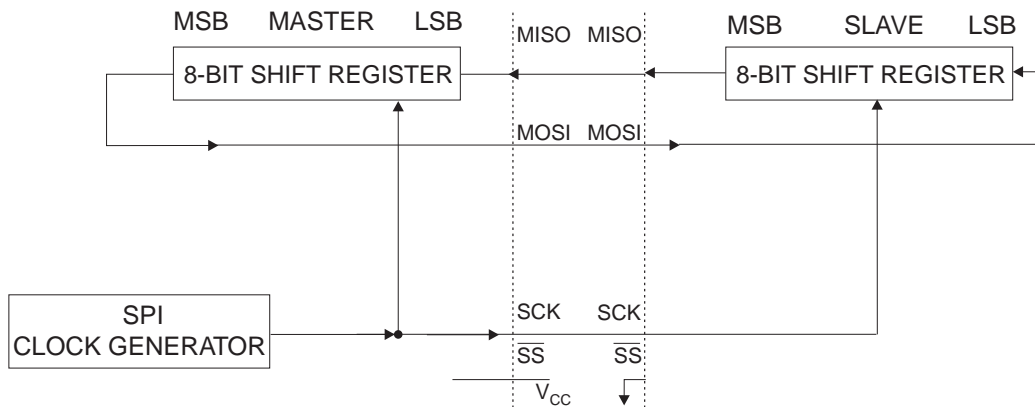 MSB MASTER LSB
MISO MISO
MSB SLAVE LSB
8-BIT SHIFT REGISTER
8-BIT SHIFT REGISTER
MOSI MOSI
SPI
CLOCK GENERATOR
SCK SCK
SS SS
VCC